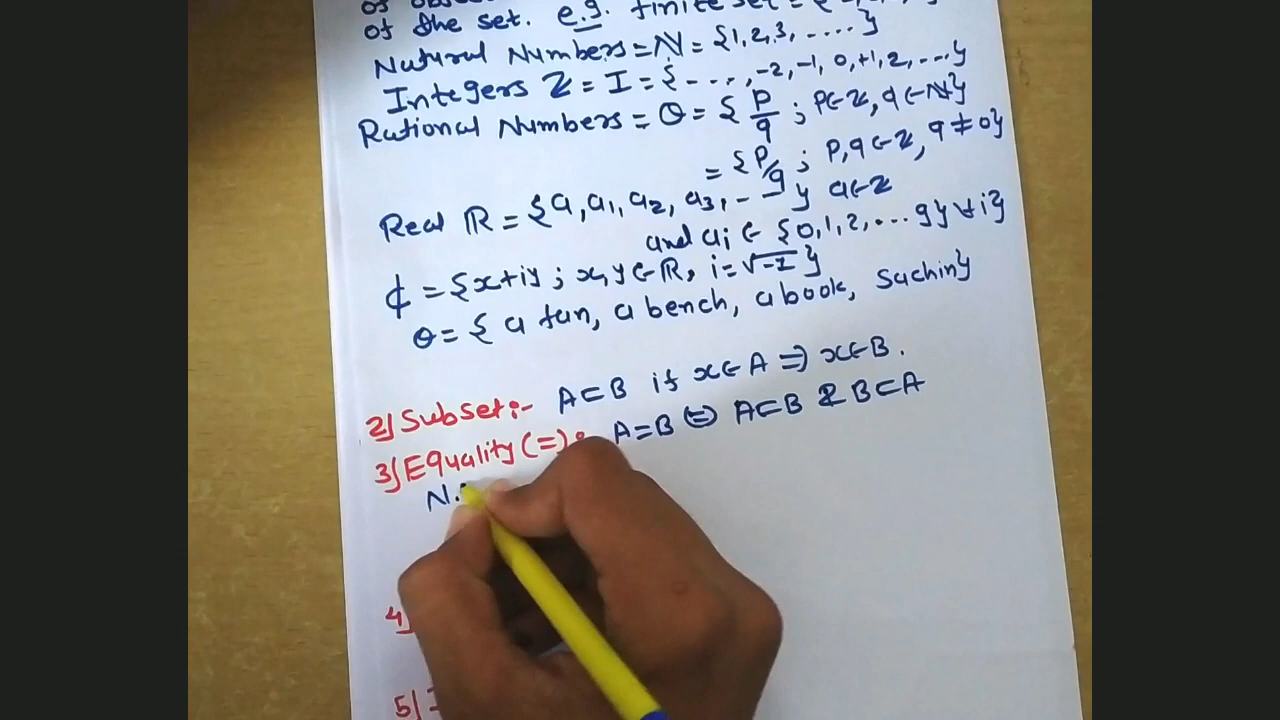 of the set. e.g. finite set = {
Natural Numbers = N = {1, 2, 3, .....}
Integers Z = I = {- - - ., -2, -1, 0, +1, 2, ....}
Rational Numbers = Q = { p/q ; p ∈ Z, q ∈ N}
= {P/q ; P, q ∈ Z, q ≠ 0}
Real ℝ = {a, a1, a2, a3, - - } a ∈ Z
and ai ∈ {0, 1, 2, ... 9} ∀ i}
₵ = {x+iy ; x, y ∈ ℝ, i = √-1}
O = { a fan, a bench, a book, Sachin}
2) Subset:- A ⊂ B if x ∈ A ⇒ x ∈ B.
3) Equality (=): A = B ⇔ A ⊂ B & B ⊂ A
N.
4)
5)